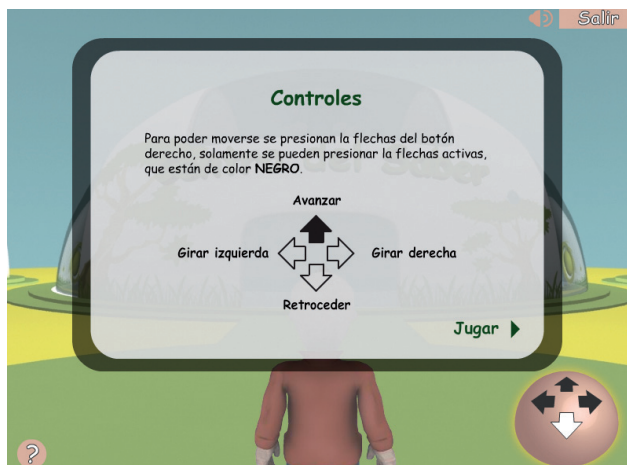 Salir
Controles
Para poder moverse se presionan la flechas del botón
derecho, solamente se pueden presionar la flechas activas,
que están de color NEGRO.
Avanzar
Girar izquierda
Girar derecha
Retroceder
Jugar
?